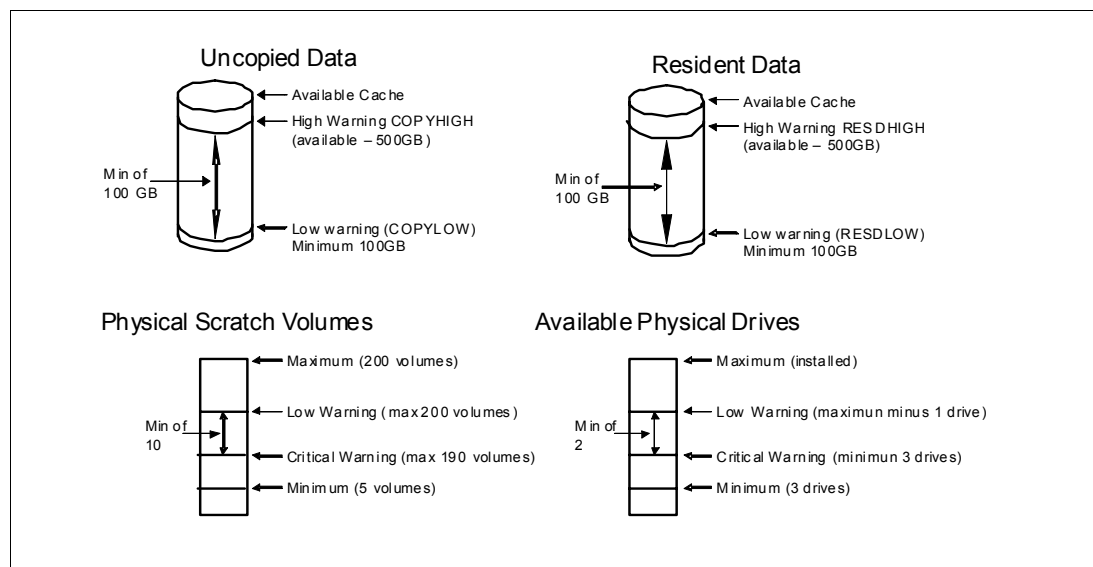 Uncopied Data
Available Cache
High Warning COPYHIGH
(available – 500GB)
Min of
100 GB
Low warning (COPYLOW)
Minimum 100GB
Resident Data
Available Cache
High Warning RESDHIGH
(available – 500GB)
Min of
100 GB
Low warning (RESDLOW)
Minimum 100GB
Physical Scratch Volumes
Maximum (200 volumes)
Low Warning (max200 volumes)
Min of
10
Critical Warning (max 190 volumes)
Minimum (5 volumes)
Available Physical Drives
Maximum (installed)
Low Warning (maximun minus 1 drive)
Min of
2
Critical Warning (minimun 3 drives)
Minimum (3 drives)